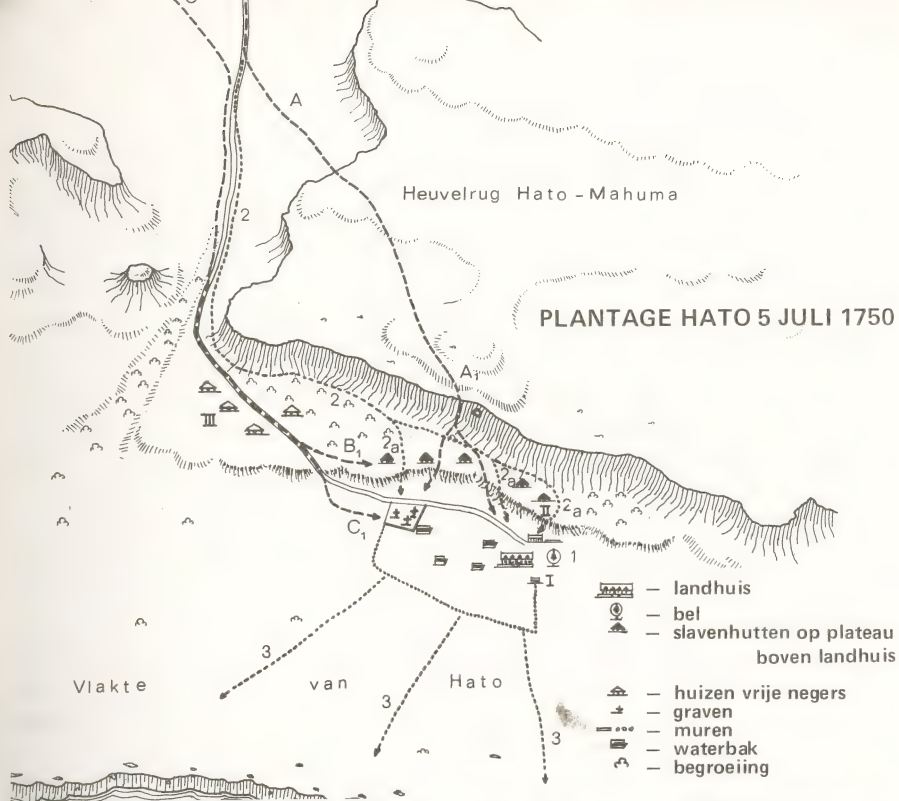 A
Heuvelrug Hato - Mahuma
2
PLANTAGE HATO 5 JULI 1750
A₁
2
III
B₁
2a
2a
II
2a
C₁
1
I
landhuis
bel
slavenhutten op plateau
boven landhuis
3
Vlakte van Hato
3
3
huizen vrije negers
graven
muren
waterbak
begroeiing